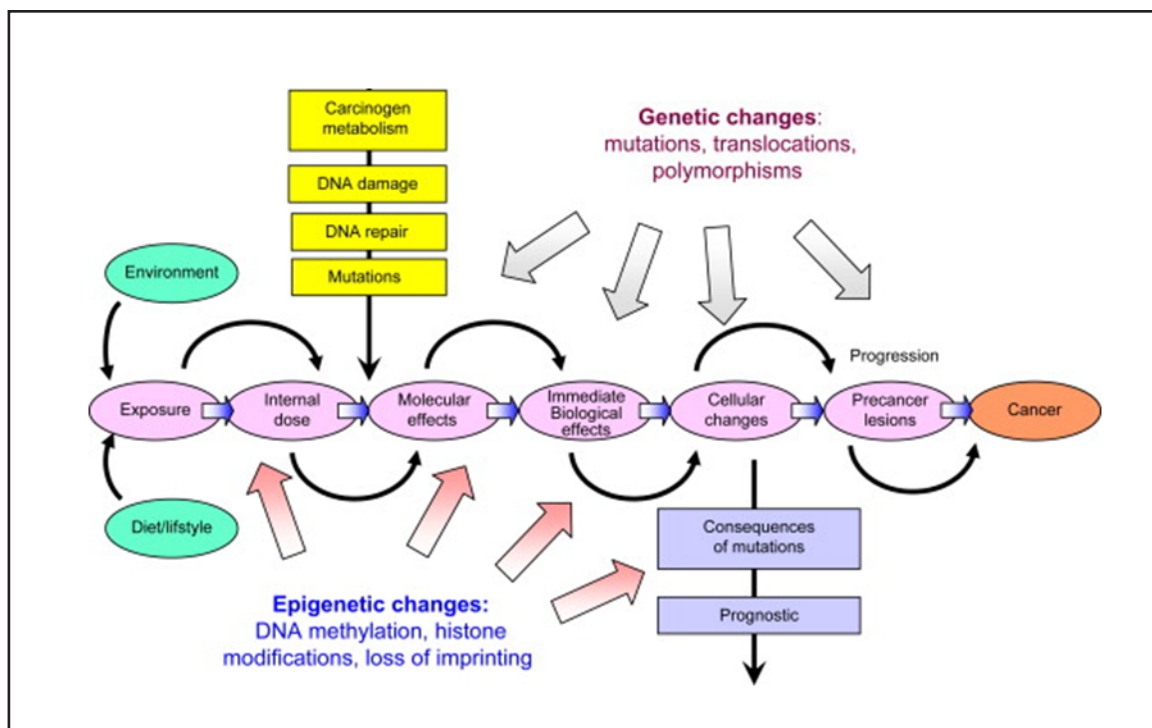 Carcinogen
metabolism
DNA damage
DNA repair
Mutations
Genetic changes:
mutations, translocations,
polymorphisms
Environment
Progression
Exposure
Internal
dose
Molecular
effects
Immediate
Biological
effects
Cellular
changes
Precancer
lesions
Cancer
Diet/lifstyle
Consequences
of mutations
Prognostic
Epigenetic changes:
DNA methylation, histone
modifications, loss of imprinting